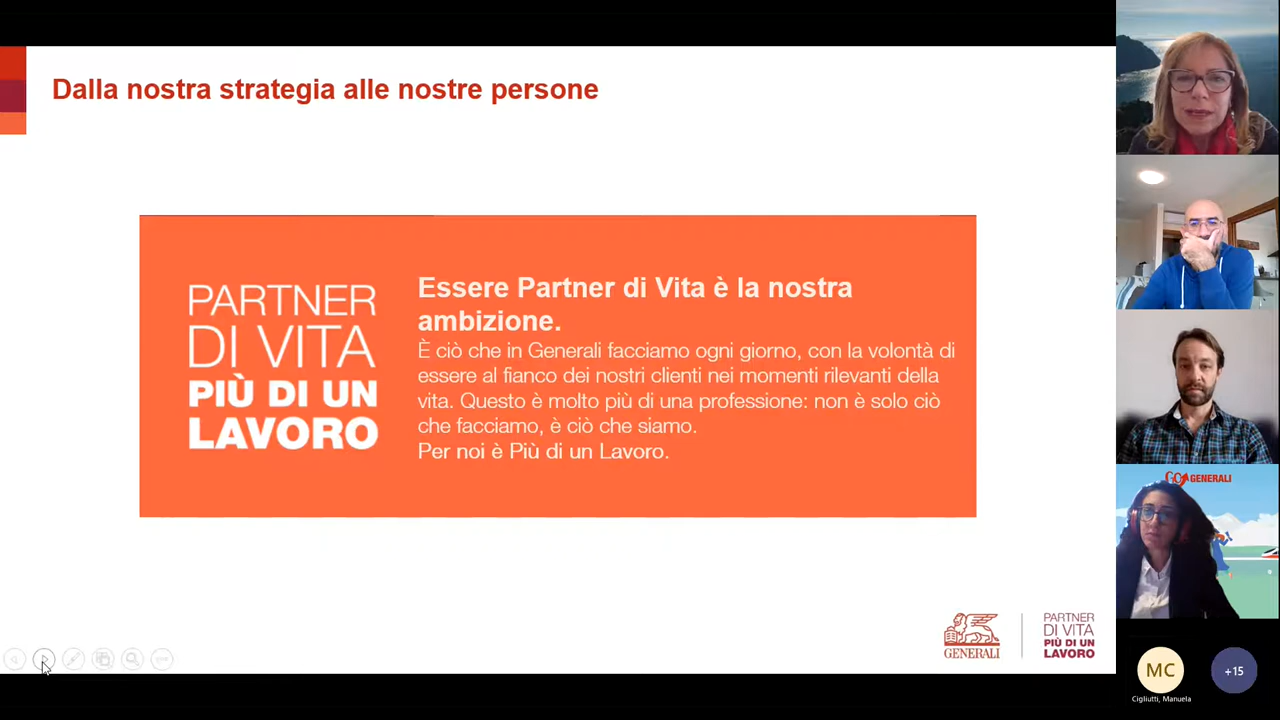 Dalla nostra strategia alle nostre persone
PARTNER
DI VITA
PIÙ DI UN
LAVORO
Essere Partner di Vita è la nostra
ambizione.
È ciò che in Generali facciamo ogni giorno, con la volontà di
essere al fianco dei nostri clienti nei momenti rilevanti della
vita. Questo è molto più di una professione: non è solo ciò
che facciamo, è ciò che siamo.
Per noi è Più di un Lavoro.
GENERALI
PARTNER
DI VITA
PIÙ DI UN
LAVORO
GO GENERALI
MC
Cigliutti, Manuela
+15